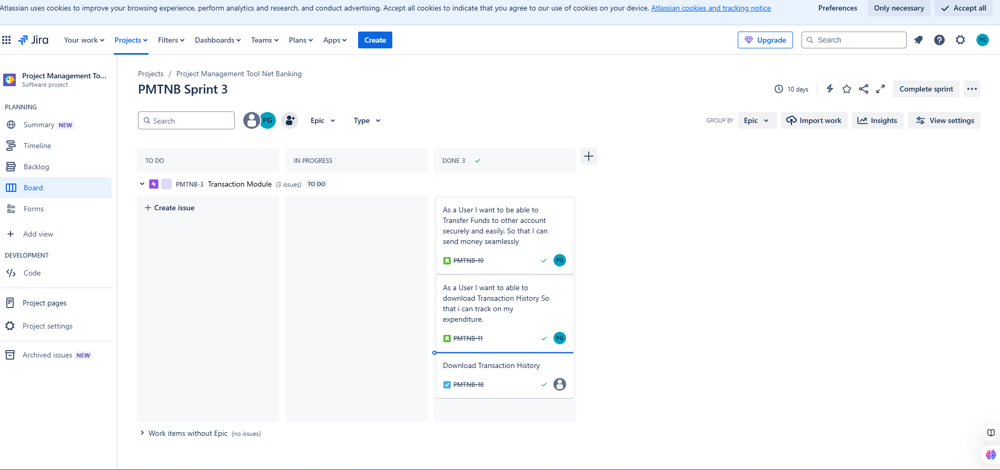 Atlassian uses cookies to improve your browsing experience, perform analytics and research, and conduct advertising. Accept all cookies to indicate that you agree to our use of cookies on your device. Atlassian cookies and tracking notice
Preferences
Only necessary
Accept all
Jira
Your work
Projects
Filters
Dashboards
Teams
Plans
Apps
Create
Upgrade
Search
PG
Project Management To...
Software project
PLANNING
Summary NEW
Timeline
Backlog
Board
Forms
Add view
DEVELOPMENT
Code
Project pages
Project settings
Archived issues NEW
Projects / Project Management Tool Net Banking
PMTNB Sprint 3
10 days
Complete sprint
Search
PG
Epic
Type
GROUP BY
Epic
Import work
Insights
View settings
TO DO
IN PROGRESS
DONE 3
PMTNB-3 Transaction Module (3 issues) TO DO
Create issue
As a User I want to be able to
Transfer Funds to other account
securely and easily, So that I can
send money seamlessly
PMTNB-10
PG
As a User I want to able to
download Transaction History So
that i can track on my
expenditure.
PMTNB-11
PG
Download Transaction History
PMTNB-18
Work items without Epic (no issues)